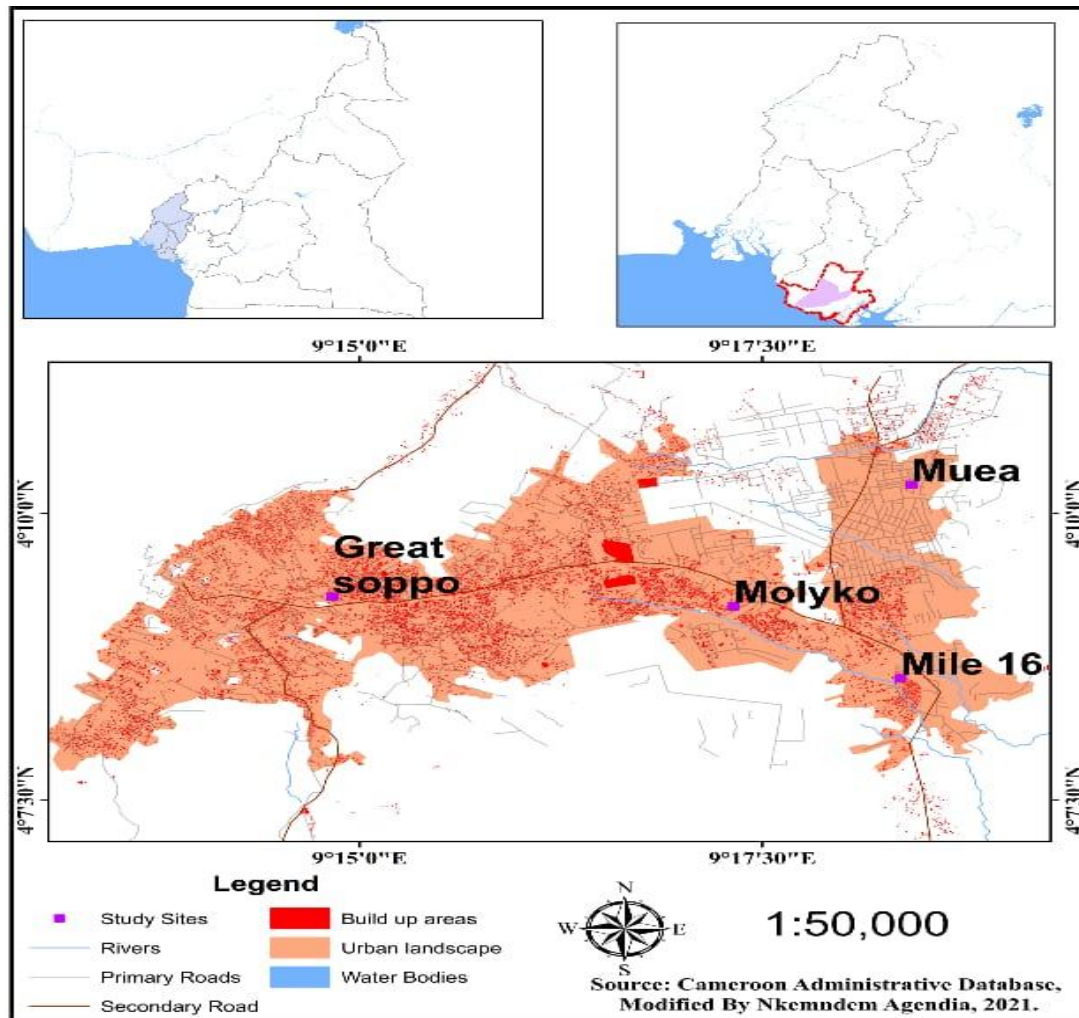 9°15'0"E
9°17'30"E
4°10'0"N
4°10'0"N
Muea
Great
soppo
Molyko
Mile 16
4°7'30"N
4°7'30"N
9°15'0"E
9°17'30"E
Legend
Study Sites
Rivers
Primary Roads
Secondary Road
Build up areas
Urban landscape
Water Bodies
N
W
E
S
1:50,000
Source: Cameroon Administrative Database,
Modified By Nkemndem Agendia, 2021.